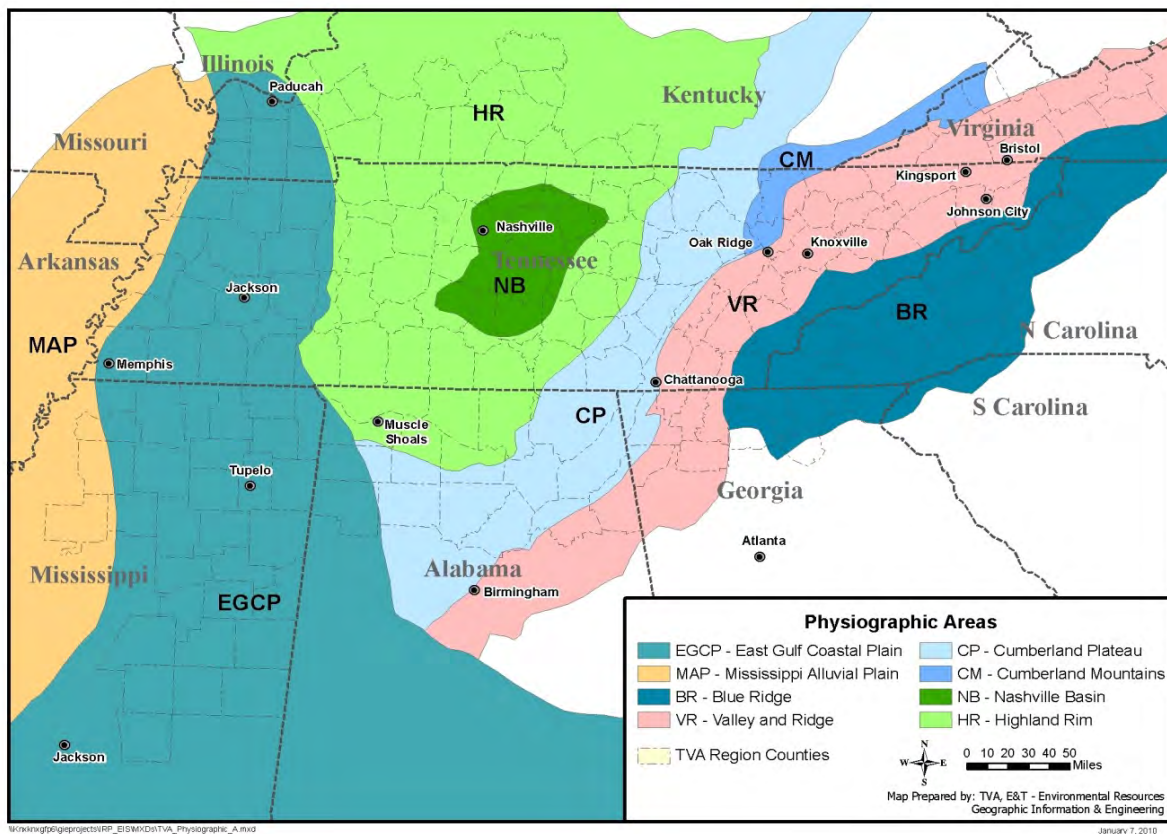 Illinois
Paducah
Kentucky
HR
Missouri
Virginia
Bristol
CM
Kingsport
Johnson City
Nashville
Oak Ridge
Knoxville
Tennessee
Arkansas
NB
Jackson
VR
BR
N Carolina
MAP
Memphis
Chattanooga
CP
S Carolina
Muscle
Shoals
Tupelo
Georgia
Atlanta
Mississippi
Alabama
Birmingham
EGCP
Jackson
Physiographic Areas
EGCP - East Gulf Coastal Plain
MAP - Mississippi Alluvial Plain
BR - Blue Ridge
VR - Valley and Ridge
TVA Region Counties
CP - Cumberland Plateau
CM - Cumberland Mountains
NB - Nashville Basin
HR - Highland Rim
N
W E
S
0 10 20 30 40 50
Miles
Map Prepared by: TVA, E&T - Environmental Resources
Geographic Information & Engineering
January 7, 2010